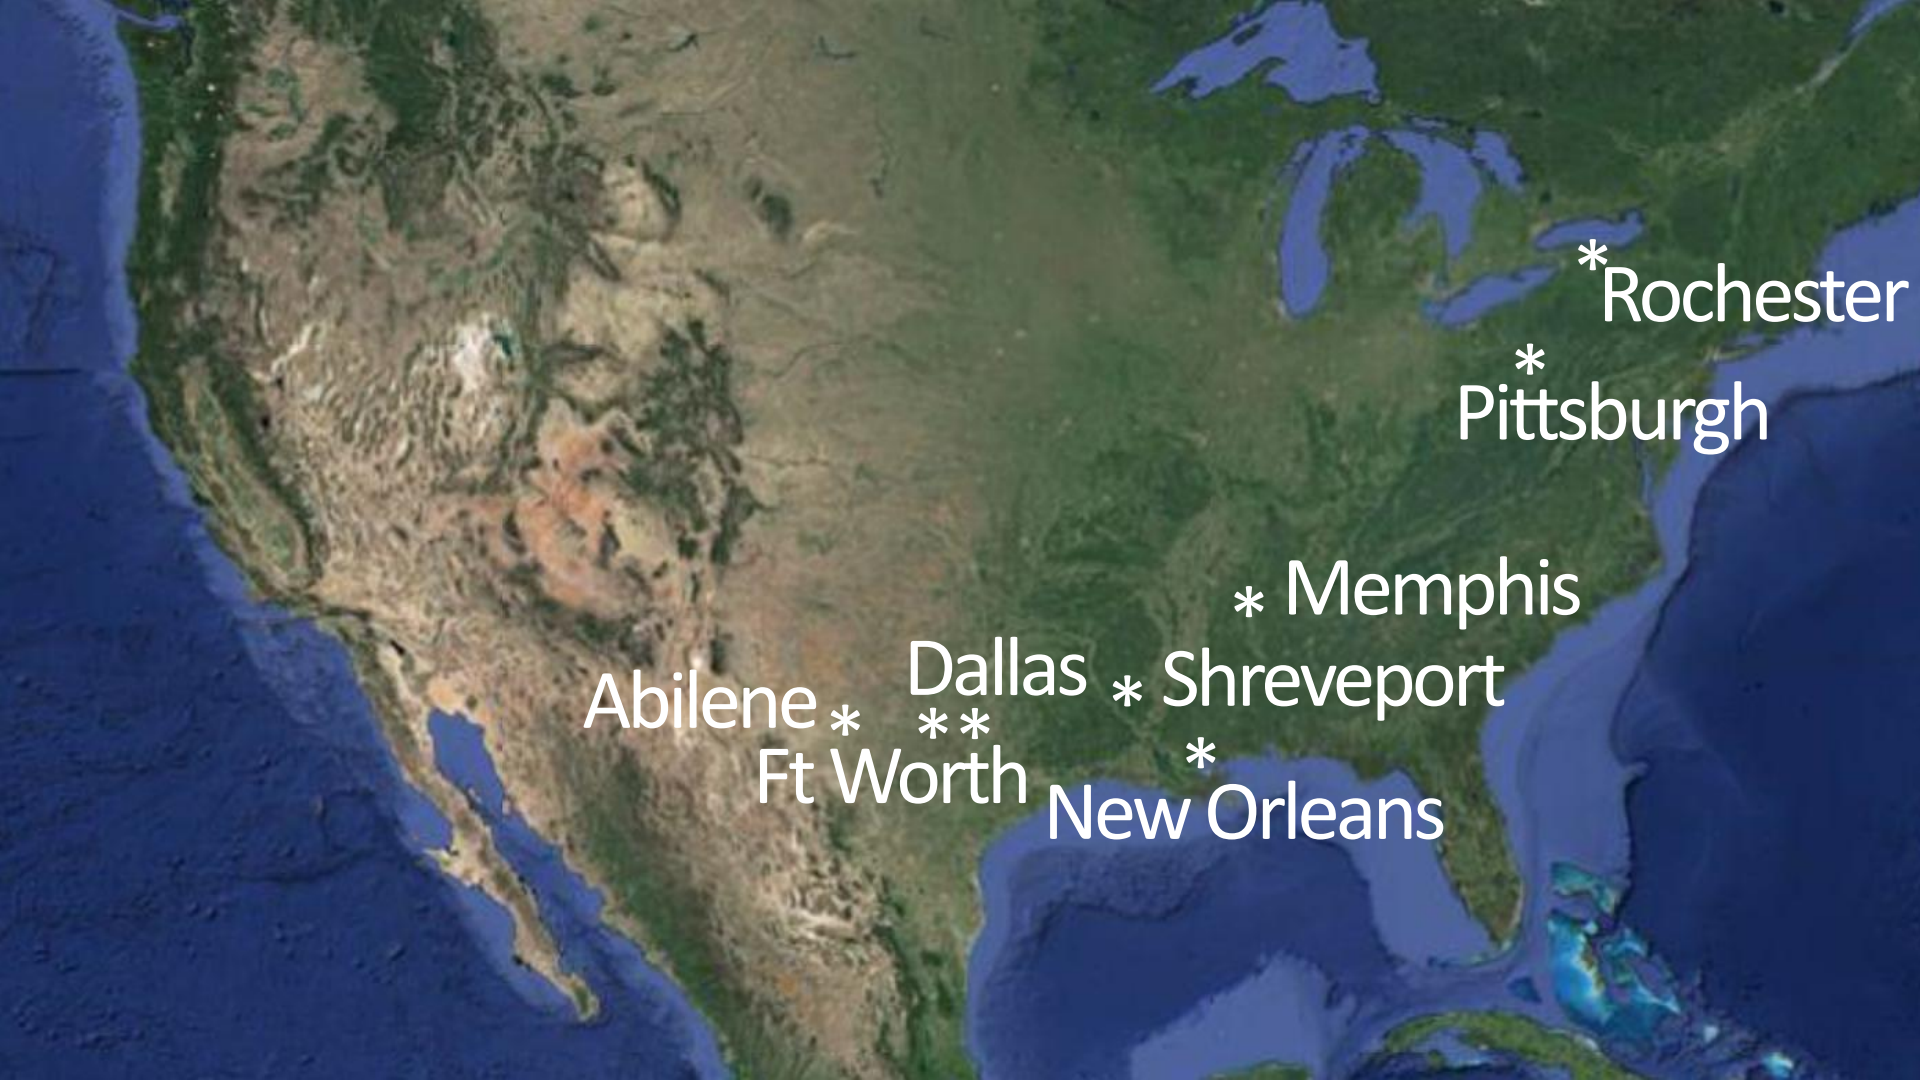 * Rochester
*
Pittsburgh
* Memphis
Dallas
* Shreveport
Abilene *
* *
Ft Worth
*
New Orleans